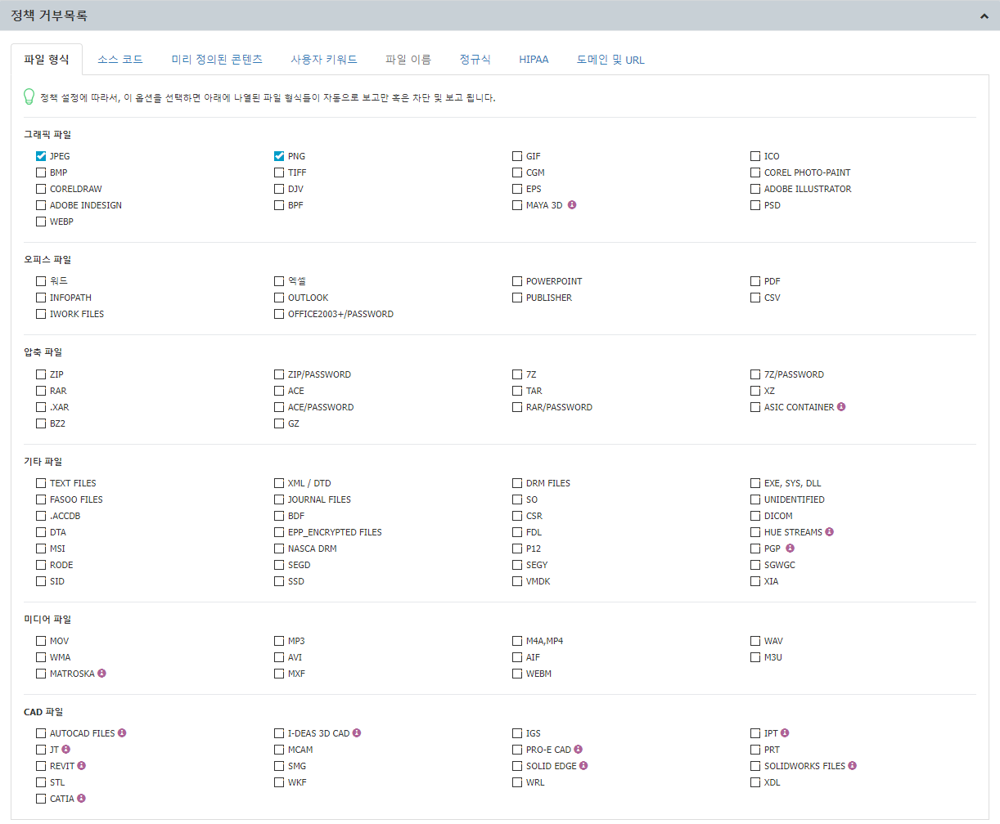 정책 거부목록
파일 형식 소스 코드 미리 정의된 콘텐츠 사용자 키워드 파일 이름 정규식 HIPAA 도메인 및 URL
정책 설정에 따라서, 이 옵션을 선택하면 아래에 나열된 파일 형식들이 자동으로 보고만 혹은 차단 및 보고 됩니다.
그래픽 파일
JPEG PNG GIF ICO
BMP TIFF CGM COREL PHOTO-PAINT
CORELDRAW DJV EPS ADOBE ILLUSTRATOR
ADOBE INDESIGN BPF MAYA 3D PSD
WEBP
오피스 파일
워드 엑셀 POWERPOINT PDF
INFOPATH OUTLOOK PUBLISHER CSV
IWORK FILES OFFICE2003+/PASSWORD
압축 파일
ZIP ZIP/PASSWORD 7Z 7Z/PASSWORD
RAR ACE TAR XZ
.XAR ACE/PASSWORD RAR/PASSWORD ASIC CONTAINER
BZ2 GZ
기타 파일
TEXT FILES XML / DTD DRM FILES EXE, SYS, DLL
FASOO FILES JOURNAL FILES SO UNIDENTIFIED
.ACCDB BDF CSR DICOM
DTA EPP_ENCRYPTED FILES FDL HUE STREAMS
MSI NASCA DRM P12 PGP
RODE SEGD SEGY SGWGC
SID SSD VMDK XIA
미디어 파일
MOV MP3 M4A,MP4 WAV
WMA AVI AIF M3U
MATROSKA MXF WEBM
CAD 파일
AUTOCAD FILES I-DEAS 3D CAD IGS IPT
JT MCAM PRO-E CAD PRT
REVIT SMG SOLID EDGE SOLIDWORKS FILES
STL WKF WRL XDL
CATIA